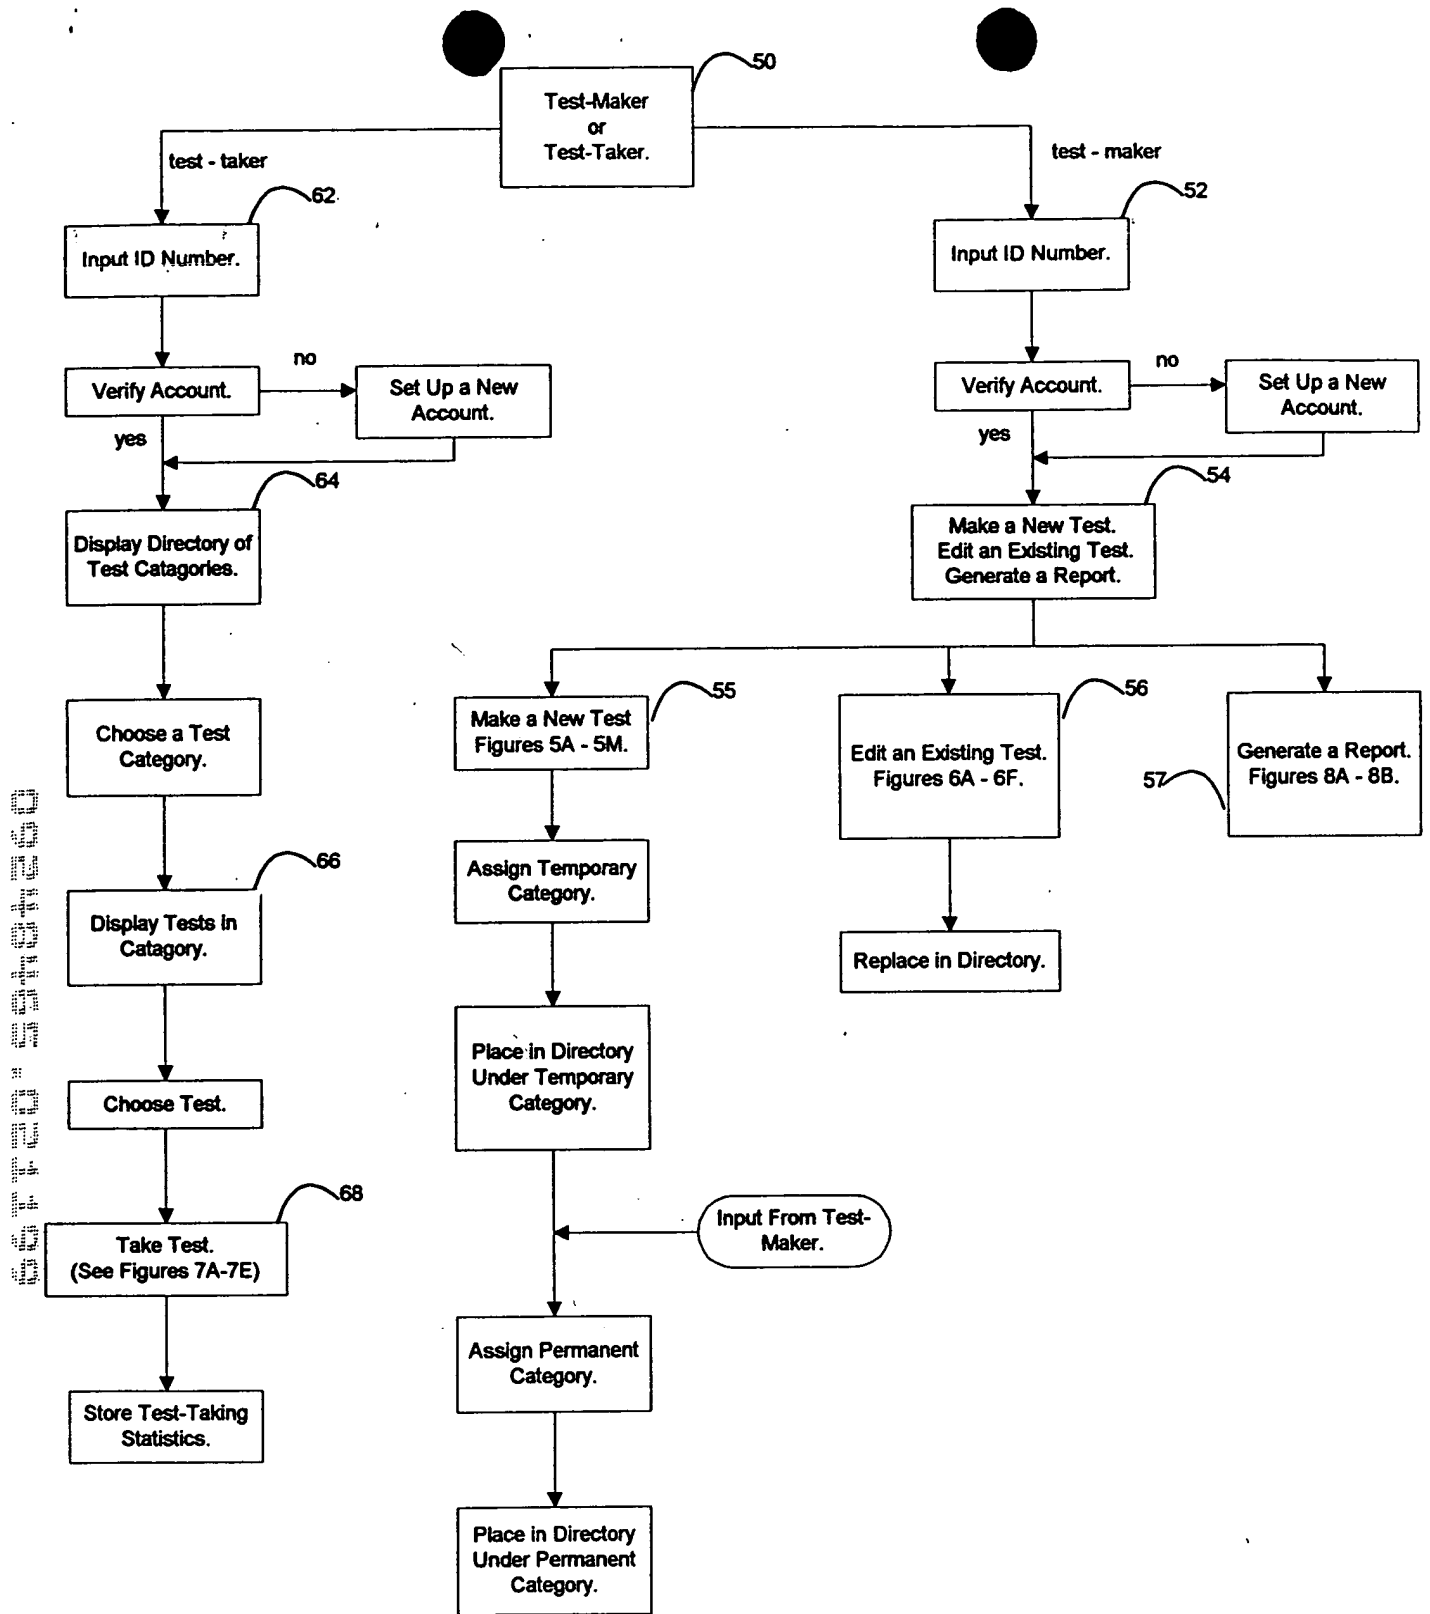 50
Test-Maker
or
Test-Taker.
test - taker
test - maker
62
52
Input ID Number.
Input ID Number.
no
no
Verify Account.
Set Up a New
Account.
Verify Account.
Set Up a New
Account.
yes
yes
64
54
Display Directory of
Test Catagories.
Make a New Test.
Edit an Existing Test.
Generate a Report.
55
56
57
Choose a Test
Category.
Make a New Test
Figures 5A - 5M.
Edit an Existing Test.
Figures 6A - 6F.
Generate a Report.
Figures 8A - 8B.
66
Display Tests in
Catagory.
Assign Temporary
Category.
Replace in Directory.
Choose Test.
Place in Directory
Under Temporary
Category.
68
Take Test.
(See Figures 7A-7E)
Input From Test-
Maker.
Store Test-Taking
Statistics.
Assign Permanent
Category.
Place in Directory
Under Permanent
Category.